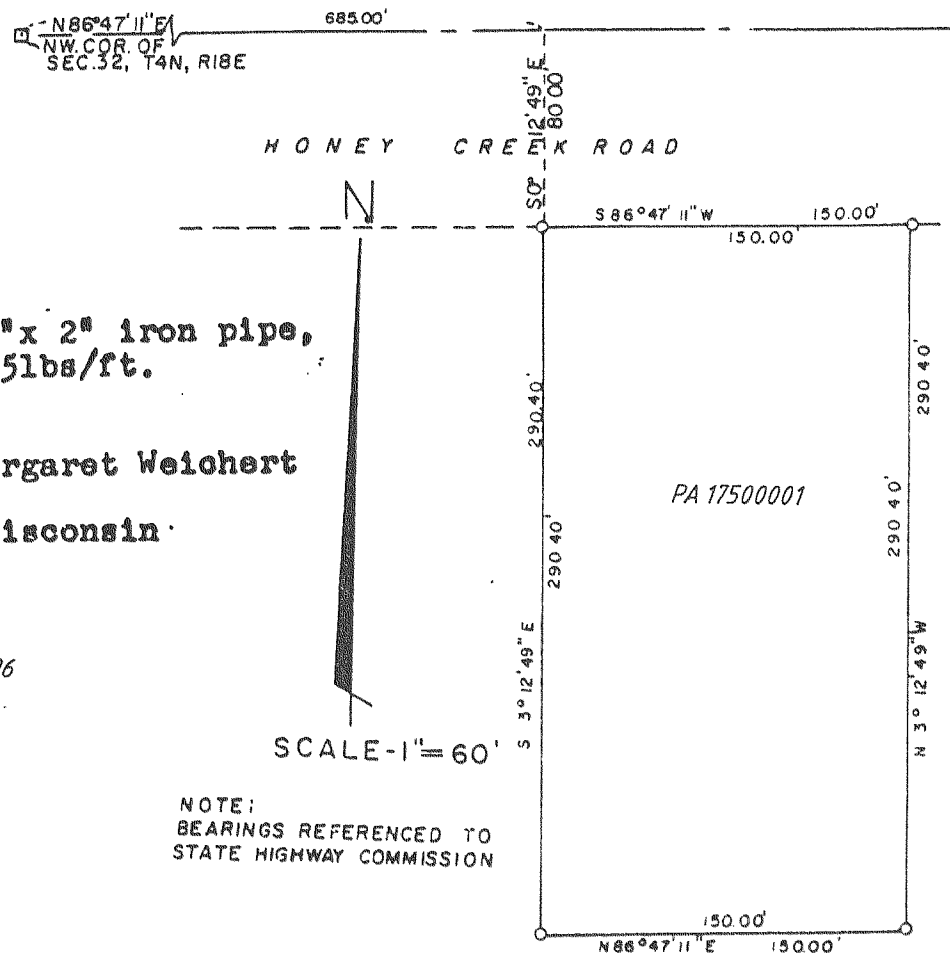 N86°47'11"E
685.00'
NW. COR. OF
SEC. 32, T4N, R18E
S0° 12'49" E
80.00
HONEY CREEK ROAD
N
S 86°47' 11" W 150.00'
150.00'
"x 2" iron pipe,
5lbs/ft.
rgaret Weichert
isconsin
290.40'
290 40'
S 3° 12'49" E
PA 17500001
290 40'
290 40'
N 3° 12'49" W
SCALE-1"=60'
NOTE:
BEARINGS REFERENCED TO
STATE HIGHWAY COMMISSION
150.00'
N86°47'11"E 150.00'